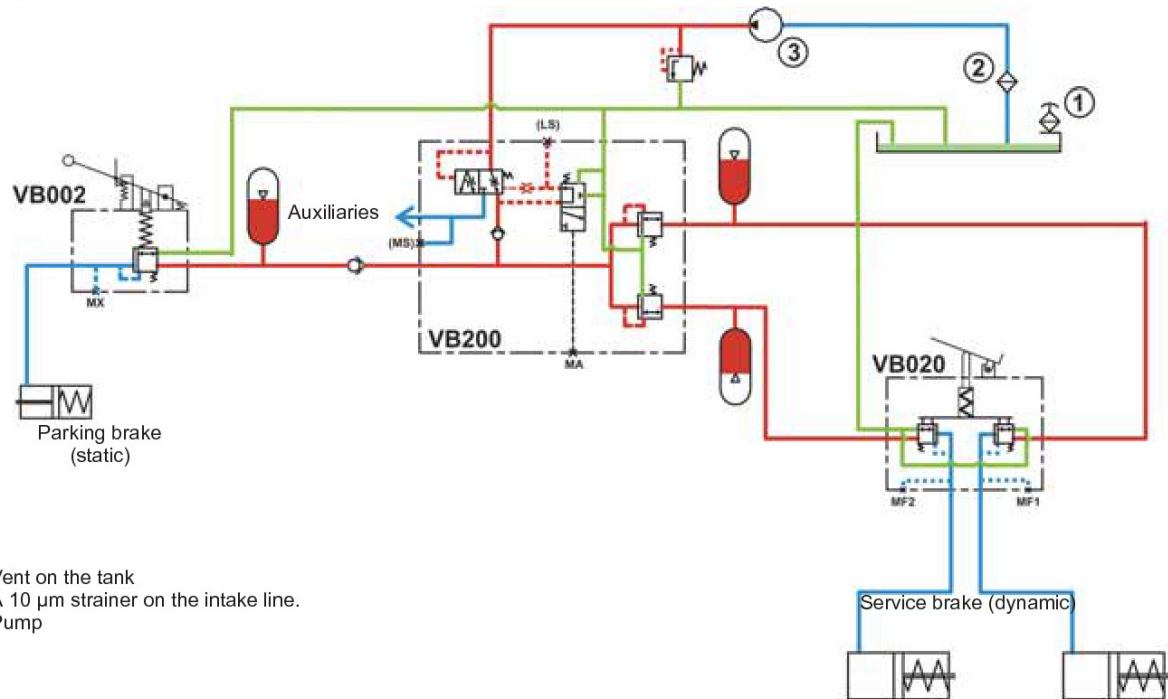 3
2
1
(LS)
VB002
Auxiliaries
(MS)
MX
VB200
MA
VB020
Parking brake
(static)
MF2
MF1
Vent on the tank
A 10 µm strainer on the intake line.
Pump
Service brake (dynamic)